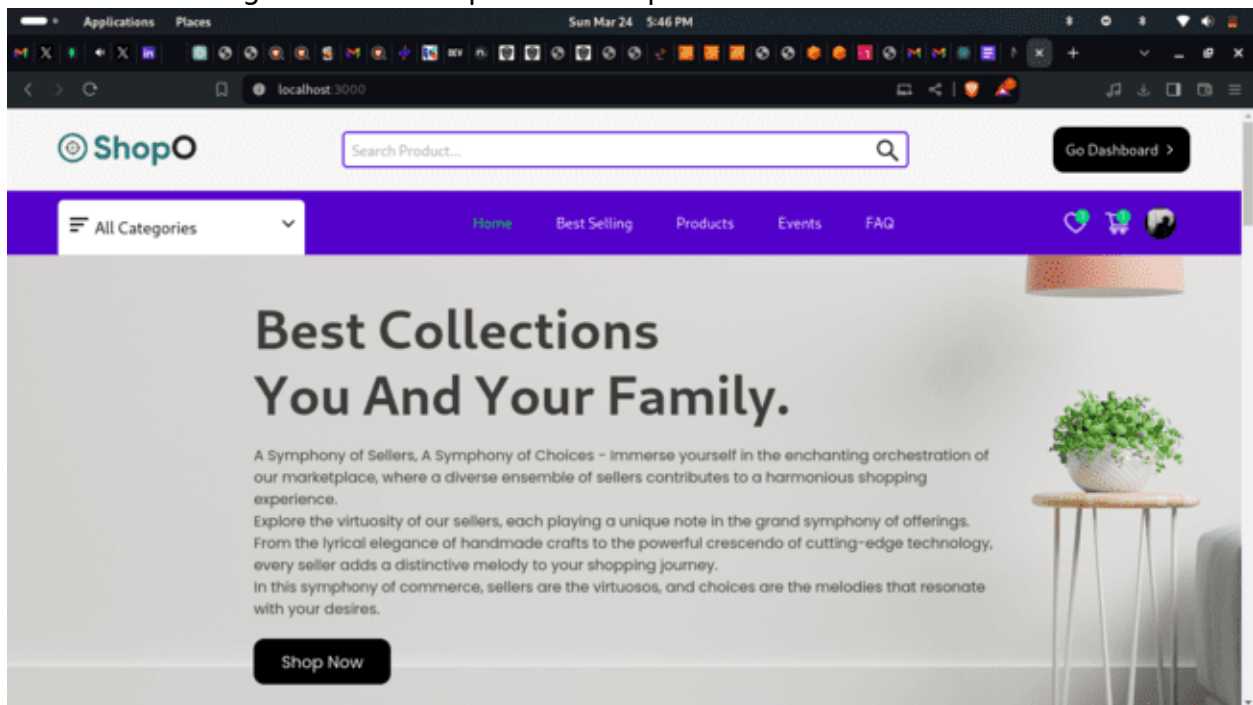 Applications Places Sun Mar 24 5:46 PM
localhost:3000
ShopO
Search Product...
Go Dashboard >
All Categories
Home Best Selling Products Events FAQ
1 1
Best Collections
You And Your Family.
A Symphony of Sellers, A Symphony of Choices - Immerse yourself in the enchanting orchestration of
our marketplace, where a diverse ensemble of sellers contributes to a harmonious shopping
experience.
Explore the virtuosity of our sellers, each playing a unique note in the grand symphony of offerings.
From the lyrical elegance of handmade crafts to the powerful crescendo of cutting-edge technology,
every seller adds a distinctive melody to your shopping journey.
In this symphony of commerce, sellers are the virtuosos, and choices are the melodies that resonate
with your desires.
Shop Now